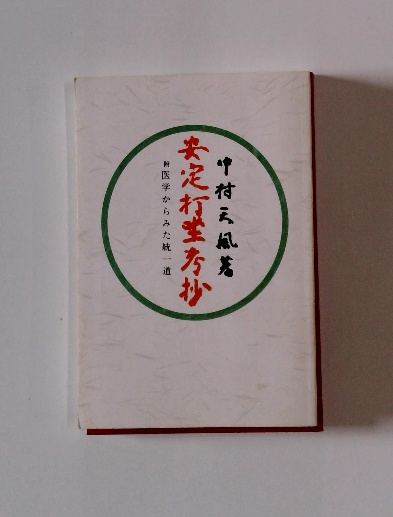 中村天風著
安定打坐考抄
附医学からみた統一道